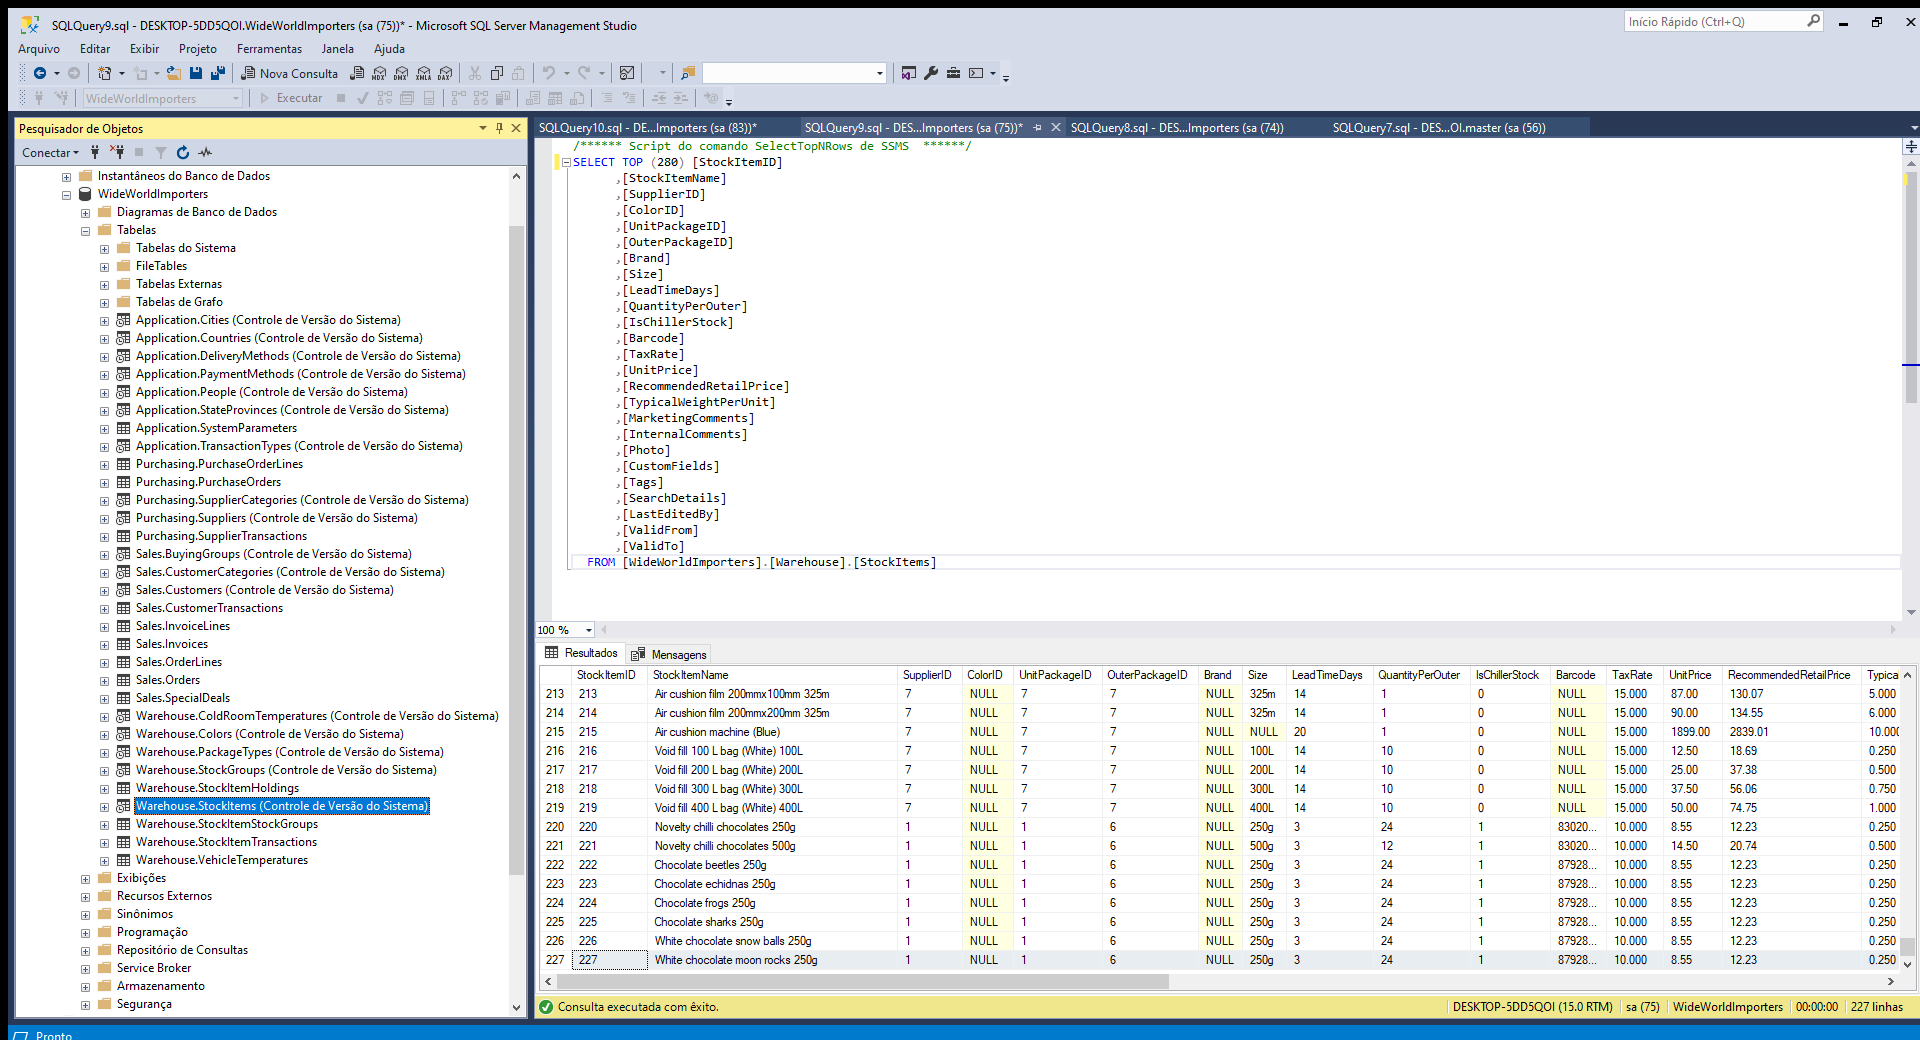 SQLQuery9.sql - DESKTOP-5DD5QOI.WideWorldImporters (sa (75))* - Microsoft SQL Server Management Studio
Início Rápido (Ctrl+Q)
Arquivo Editar Exibir Projeto Ferramentas Janela Ajuda
Nova Consulta MDX DMX XMLA DAX
WideWorldImporters Executar
Pesquisador de Objetos
Conectar
Instantâneos do Banco de Dados
WideWorldImporters
Diagramas de Banco de Dados
Tabelas
Tabelas do Sistema
FileTables
Tabelas Externas
Tabelas de Grafo
Application.Cities (Controle de Versão do Sistema)
Application.Countries (Controle de Versão do Sistema)
Application.DeliveryMethods (Controle de Versão do Sistema)
Application.PaymentMethods (Controle de Versão do Sistema)
Application.People (Controle de Versão do Sistema)
Application.StateProvinces (Controle de Versão do Sistema)
Application.SystemParameters
Application.TransactionTypes (Controle de Versão do Sistema)
Purchasing.PurchaseOrderLines
Purchasing.PurchaseOrders
Purchasing.SupplierCategories (Controle de Versão do Sistema)
Purchasing.Suppliers (Controle de Versão do Sistema)
Purchasing.SupplierTransactions
Sales.BuyingGroups (Controle de Versão do Sistema)
Sales.CustomerCategories (Controle de Versão do Sistema)
Sales.Customers (Controle de Versão do Sistema)
Sales.CustomerTransactions
Sales.InvoiceLines
Sales.Invoices
Sales.OrderLines
Sales.Orders
Sales.SpecialDeals
Warehouse.ColdRoomTemperatures (Controle de Versão do Sistema)
Warehouse.Colors (Controle de Versão do Sistema)
Warehouse.PackageTypes (Controle de Versão do Sistema)
Warehouse.StockGroups (Controle de Versão do Sistema)
Warehouse.StockItemHoldings
Warehouse.StockItems (Controle de Versão do Sistema)
Warehouse.StockItemStockGroups
Warehouse.StockItemTransactions
Warehouse.VehicleTemperatures
Exibições
Recursos Externos
Sinônimos
Programação
Repositório de Consultas
Service Broker
Armazenamento
Segurança
SQLQuery10.sql - DE...Importers (sa (83))* SQLQuery9.sql - DES...Importers (sa (75))* SQLQuery8.sql - DES...Importers (sa (74)) SQLQuery7.sql - DES...OI.master (sa (56))
/****** Script do comando SelectTopNRows de SSMS ******/
SELECT TOP (280) [StockItemID]
,[StockItemName]
,[SupplierID]
,[ColorID]
,[UnitPackageID]
,[OuterPackageID]
,[Brand]
,[Size]
,[LeadTimeDays]
,[QuantityPerOuter]
,[IsChillerStock]
,[Barcode]
,[TaxRate]
,[UnitPrice]
,[RecommendedRetailPrice]
,[TypicalWeightPerUnit]
,[MarketingComments]
,[InternalComments]
,[Photo]
,[CustomFields]
,[Tags]
,[SearchDetails]
,[LastEditedBy]
,[ValidFrom]
,[ValidTo]
FROM [WideWorldImporters].[Warehouse].[StockItems]
100 %
Resultados Mensagens
StockItemID StockItemName SupplierID ColorID UnitPackageID OuterPackageID Brand Size LeadTimeDays QuantityPerOuter IsChillerStock Barcode TaxRate UnitPrice RecommendedRetailPrice Typica
213 213 Air cushion film 200mmx100mm 325m 7 NULL 7 7 NULL 325m 14 1 0 NULL 15.000 87.00 130.07 5.000
214 214 Air cushion film 200mmx200mm 325m 7 NULL 7 7 NULL 325m 14 1 0 NULL 15.000 90.00 134.55 6.000
215 215 Air cushion machine (Blue) 7 NULL 7 7 NULL NULL 20 1 0 NULL 15.000 1899.00 2839.01 10.000
216 216 Void fill 100 L bag (White) 100L 7 NULL 7 7 NULL 100L 14 10 0 NULL 15.000 12.50 18.69 0.250
217 217 Void fill 200 L bag (White) 200L 7 NULL 7 7 NULL 200L 14 10 0 NULL 15.000 25.00 37.38 0.500
218 218 Void fill 300 L bag (White) 300L 7 NULL 7 7 NULL 300L 14 10 0 NULL 15.000 37.50 56.06 0.750
219 219 Void fill 400 L bag (White) 400L 7 NULL 7 7 NULL 400L 14 10 0 NULL 15.000 50.00 74.75 1.000
220 220 Novelty chilli chocolates 250g 1 NULL 1 6 NULL 250g 3 24 1 83020... 10.000 8.55 12.23 0.250
221 221 Novelty chilli chocolates 500g 1 NULL 1 6 NULL 500g 3 12 1 83020... 10.000 14.50 20.74 0.500
222 222 Chocolate beetles 250g 1 NULL 1 6 NULL 250g 3 24 1 87928... 10.000 8.55 12.23 0.250
223 223 Chocolate echidnas 250g 1 NULL 1 6 NULL 250g 3 24 1 87928... 10.000 8.55 12.23 0.250
224 224 Chocolate frogs 250g 1 NULL 1 6 NULL 250g 3 24 1 87928... 10.000 8.55 12.23 0.250
225 225 Chocolate sharks 250g 1 NULL 1 6 NULL 250g 3 24 1 87928... 10.000 8.55 12.23 0.250
226 226 White chocolate snow balls 250g 1 NULL 1 6 NULL 250g 3 24 1 87928... 10.000 8.55 12.23 0.250
227 227 White chocolate moon rocks 250g 1 NULL 1 6 NULL 250g 3 24 1 87928... 10.000 8.55 12.23 0.250
Consulta executada com êxito. DESKTOP-5DD5QOI (15.0 RTM) sa (75) WideWorldImporters 00:00:00 227 linhas
Pronto